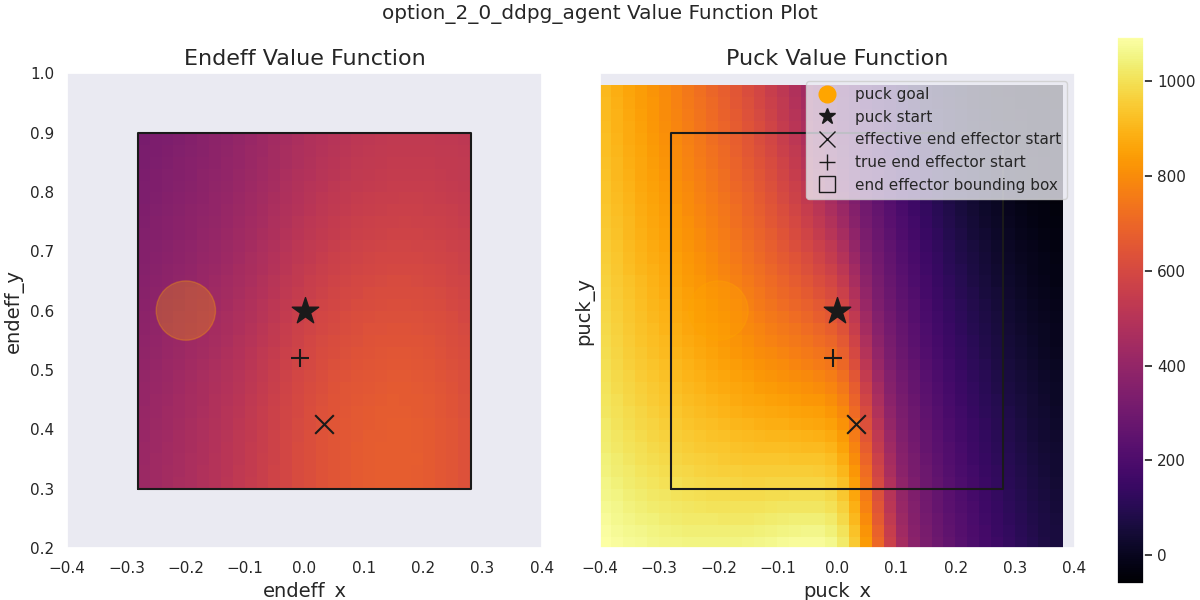 option_2_0_ddpg_agent Value Function Plot
Endeff Value Function
1.0
0.9
0.8
0.7
0.6
0.5
0.4
0.3
0.2
endeff_y
−0.4 −0.3 −0.2 −0.1 0.0 0.1 0.2 0.3 0.4
endeff_x
Puck Value Function
puck goal
puck start
effective end effector start
true end effector start
end effector bounding box
puck_y
−0.4 −0.3 −0.2 −0.1 0.0 0.1 0.2 0.3 0.4
puck_x
1000
800
600
400
200
0